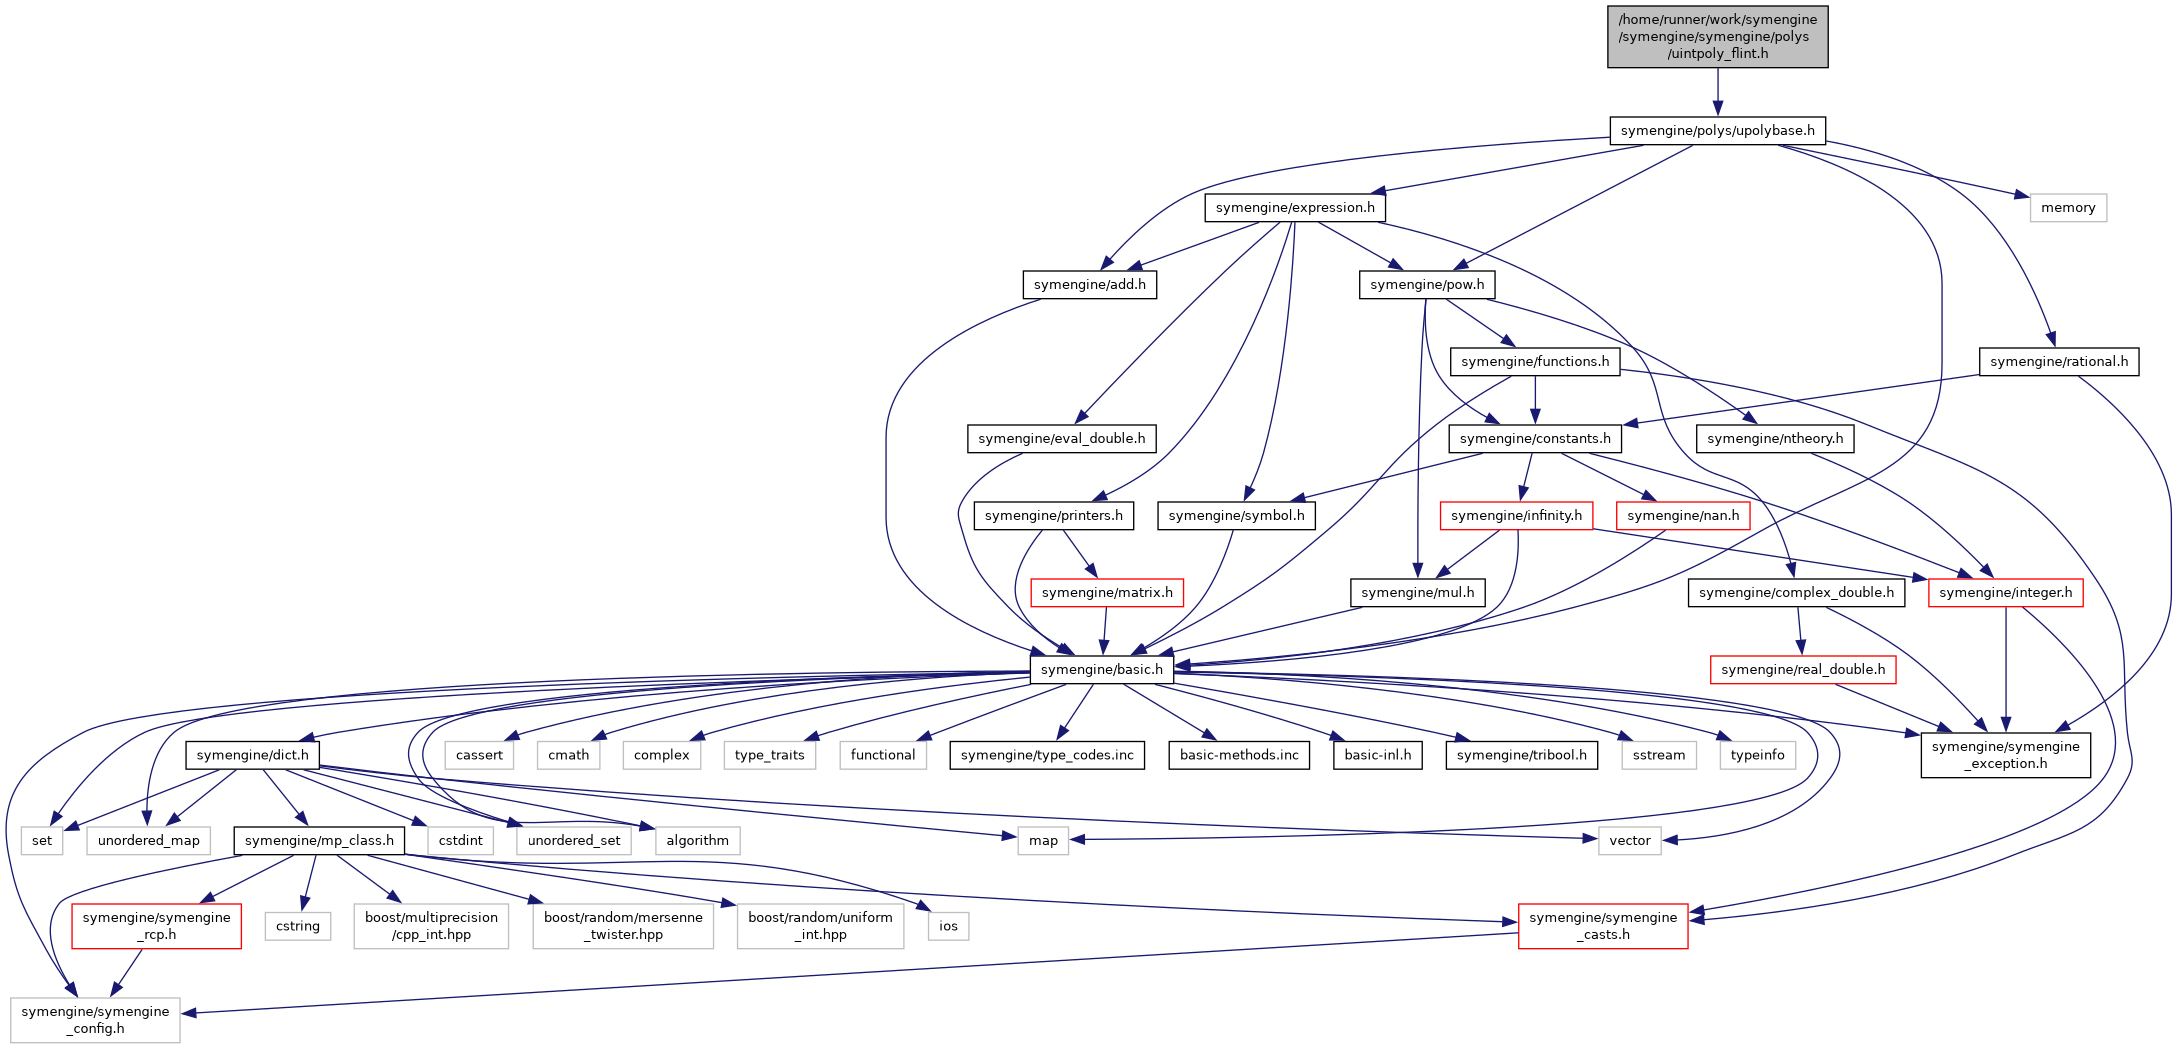 /home/runner/work/symengine
/symengine/symengine/polys
/uintpoly_flint.h
symengine/polys/upolybase.h
symengine/expression.h
memory
symengine/add.h
symengine/pow.h
symengine/functions.h
symengine/rational.h
symengine/eval_double.h
symengine/constants.h
symengine/ntheory.h
symengine/printers.h
symengine/symbol.h
symengine/infinity.h
symengine/nan.h
symengine/matrix.h
symengine/mul.h
symengine/complex_double.h
symengine/integer.h
symengine/basic.h
symengine/real_double.h
symengine/dict.h
cassert
cmath
complex
type_traits
functional
symengine/type_codes.inc
basic-methods.inc
basic-inl.h
symengine/tribool.h
sstream
typeinfo
symengine/symengine
_exception.h
set
unordered_map
symengine/mp_class.h
cstdint
unordered_set
algorithm
map
vector
symengine/symengine
_rcp.h
cstring
boost/multiprecision
/cpp_int.hpp
boost/random/mersenne
_twister.hpp
boost/random/uniform
_int.hpp
ios
symengine/symengine
_casts.h
symengine/symengine
_config.h